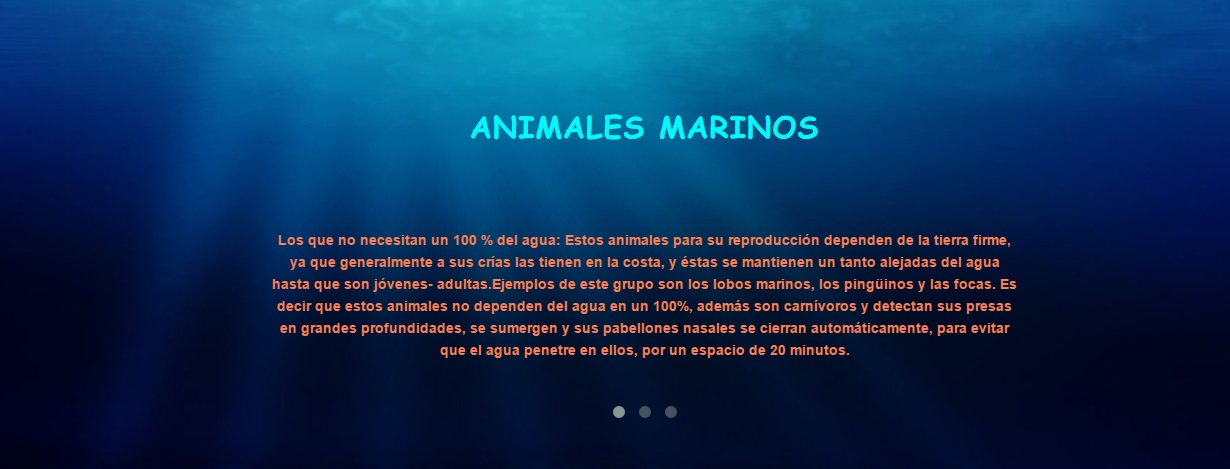 ANIMALES MARINOS
Los que no necesitan un 100 % del agua: Estos animales para su reproducción dependen de la tierra firme,
ya que generalmente a sus crías las tienen en la costa, y éstas se mantienen un tanto alejadas del agua
hasta que son jóvenes- adultas.Ejemplos de este grupo son los lobos marinos, los pingüinos y las focas. Es
decir que estos animales no dependen del agua en un 100%, además son carnívoros y detectan sus presas
en grandes profundidades, se sumergen y sus pabellones nasales se cierran automáticamente, para evitar
que el agua penetre en ellos, por un espacio de 20 minutos.